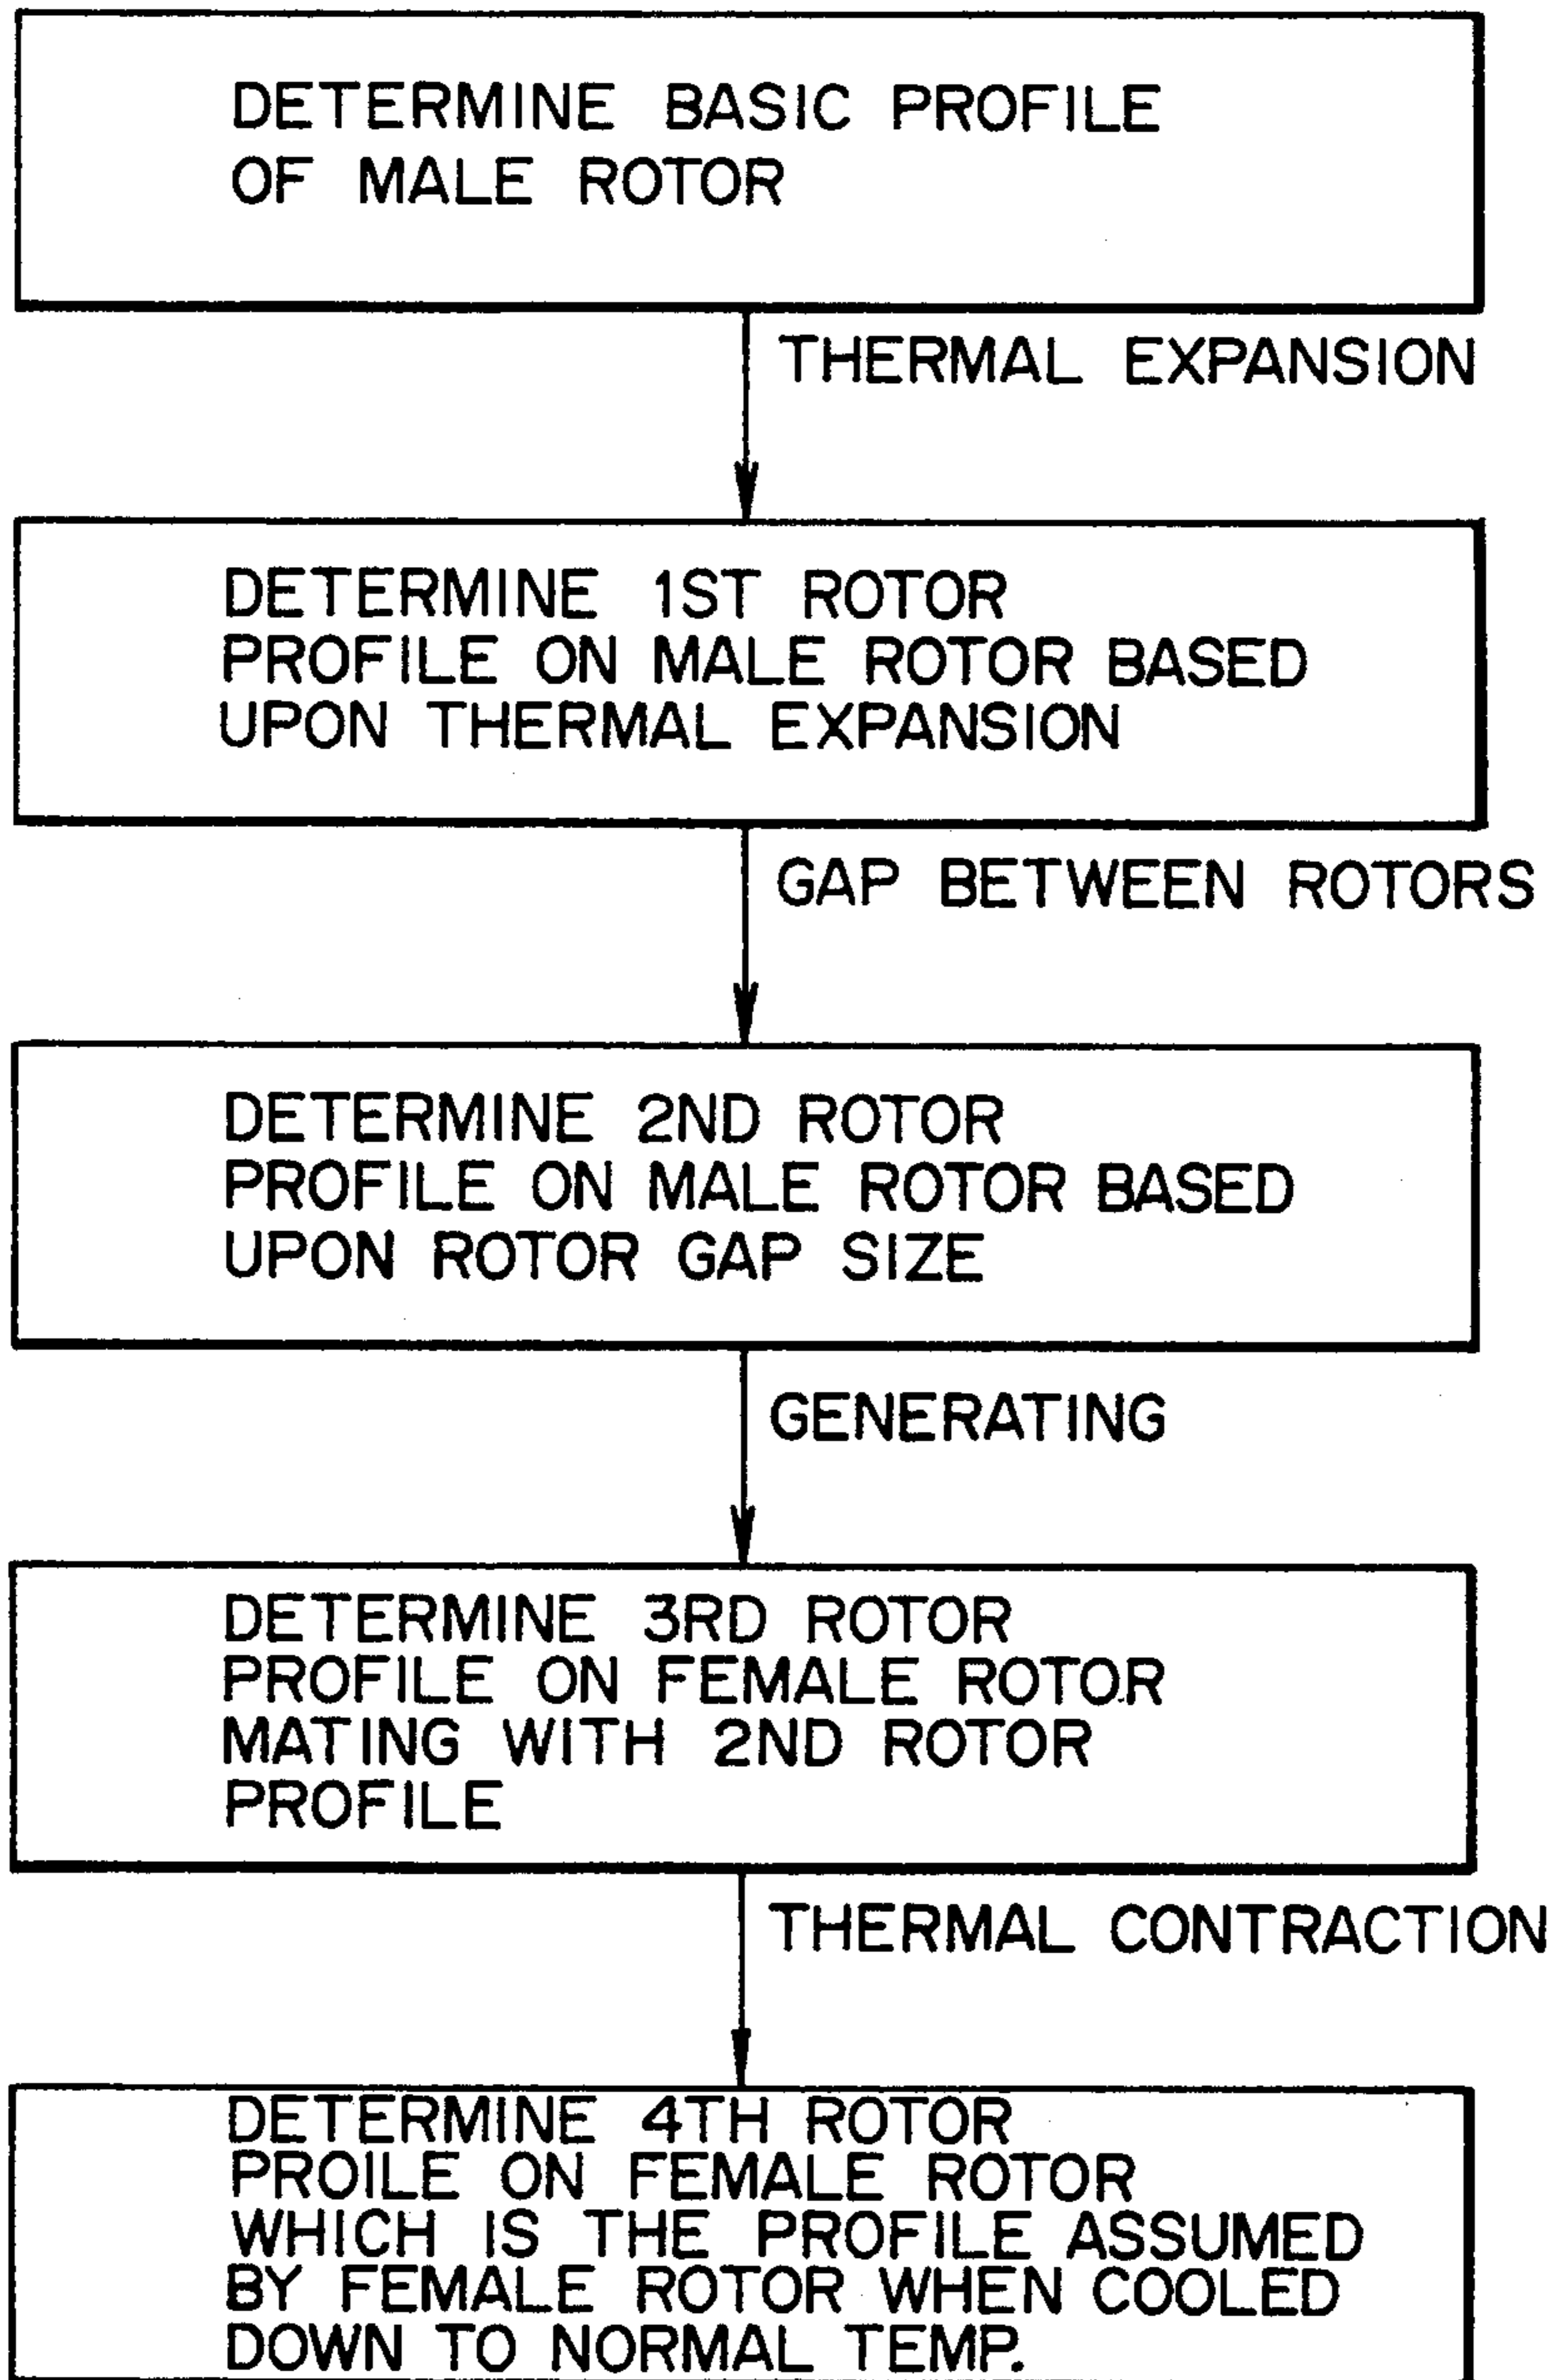 DETERMINE BASIC PROFILE
OF MALE ROTOR
THERMAL EXPANSION
DETERMINE 1ST ROTOR
PROFILE ON MALE ROTOR BASED
UPON THERMAL EXPANSION
GAP BETWEEN ROTORS
DETERMINE 2ND ROTOR
PROFILE ON MALE ROTOR BASED
UPON ROTOR GAP SIZE
GENERATING
DETERMINE 3RD ROTOR
PROFILE ON FEMALE ROTOR
MATING WITH 2ND ROTOR
PROFILE
THERMAL CONTRACTION
DETERMINE 4TH ROTOR
PROILE ON FEMALE ROTOR
WHICH IS THE PROFILE ASSUMED
BY FEMALE ROTOR WHEN COOLED
DOWN TO NORMAL TEMP.